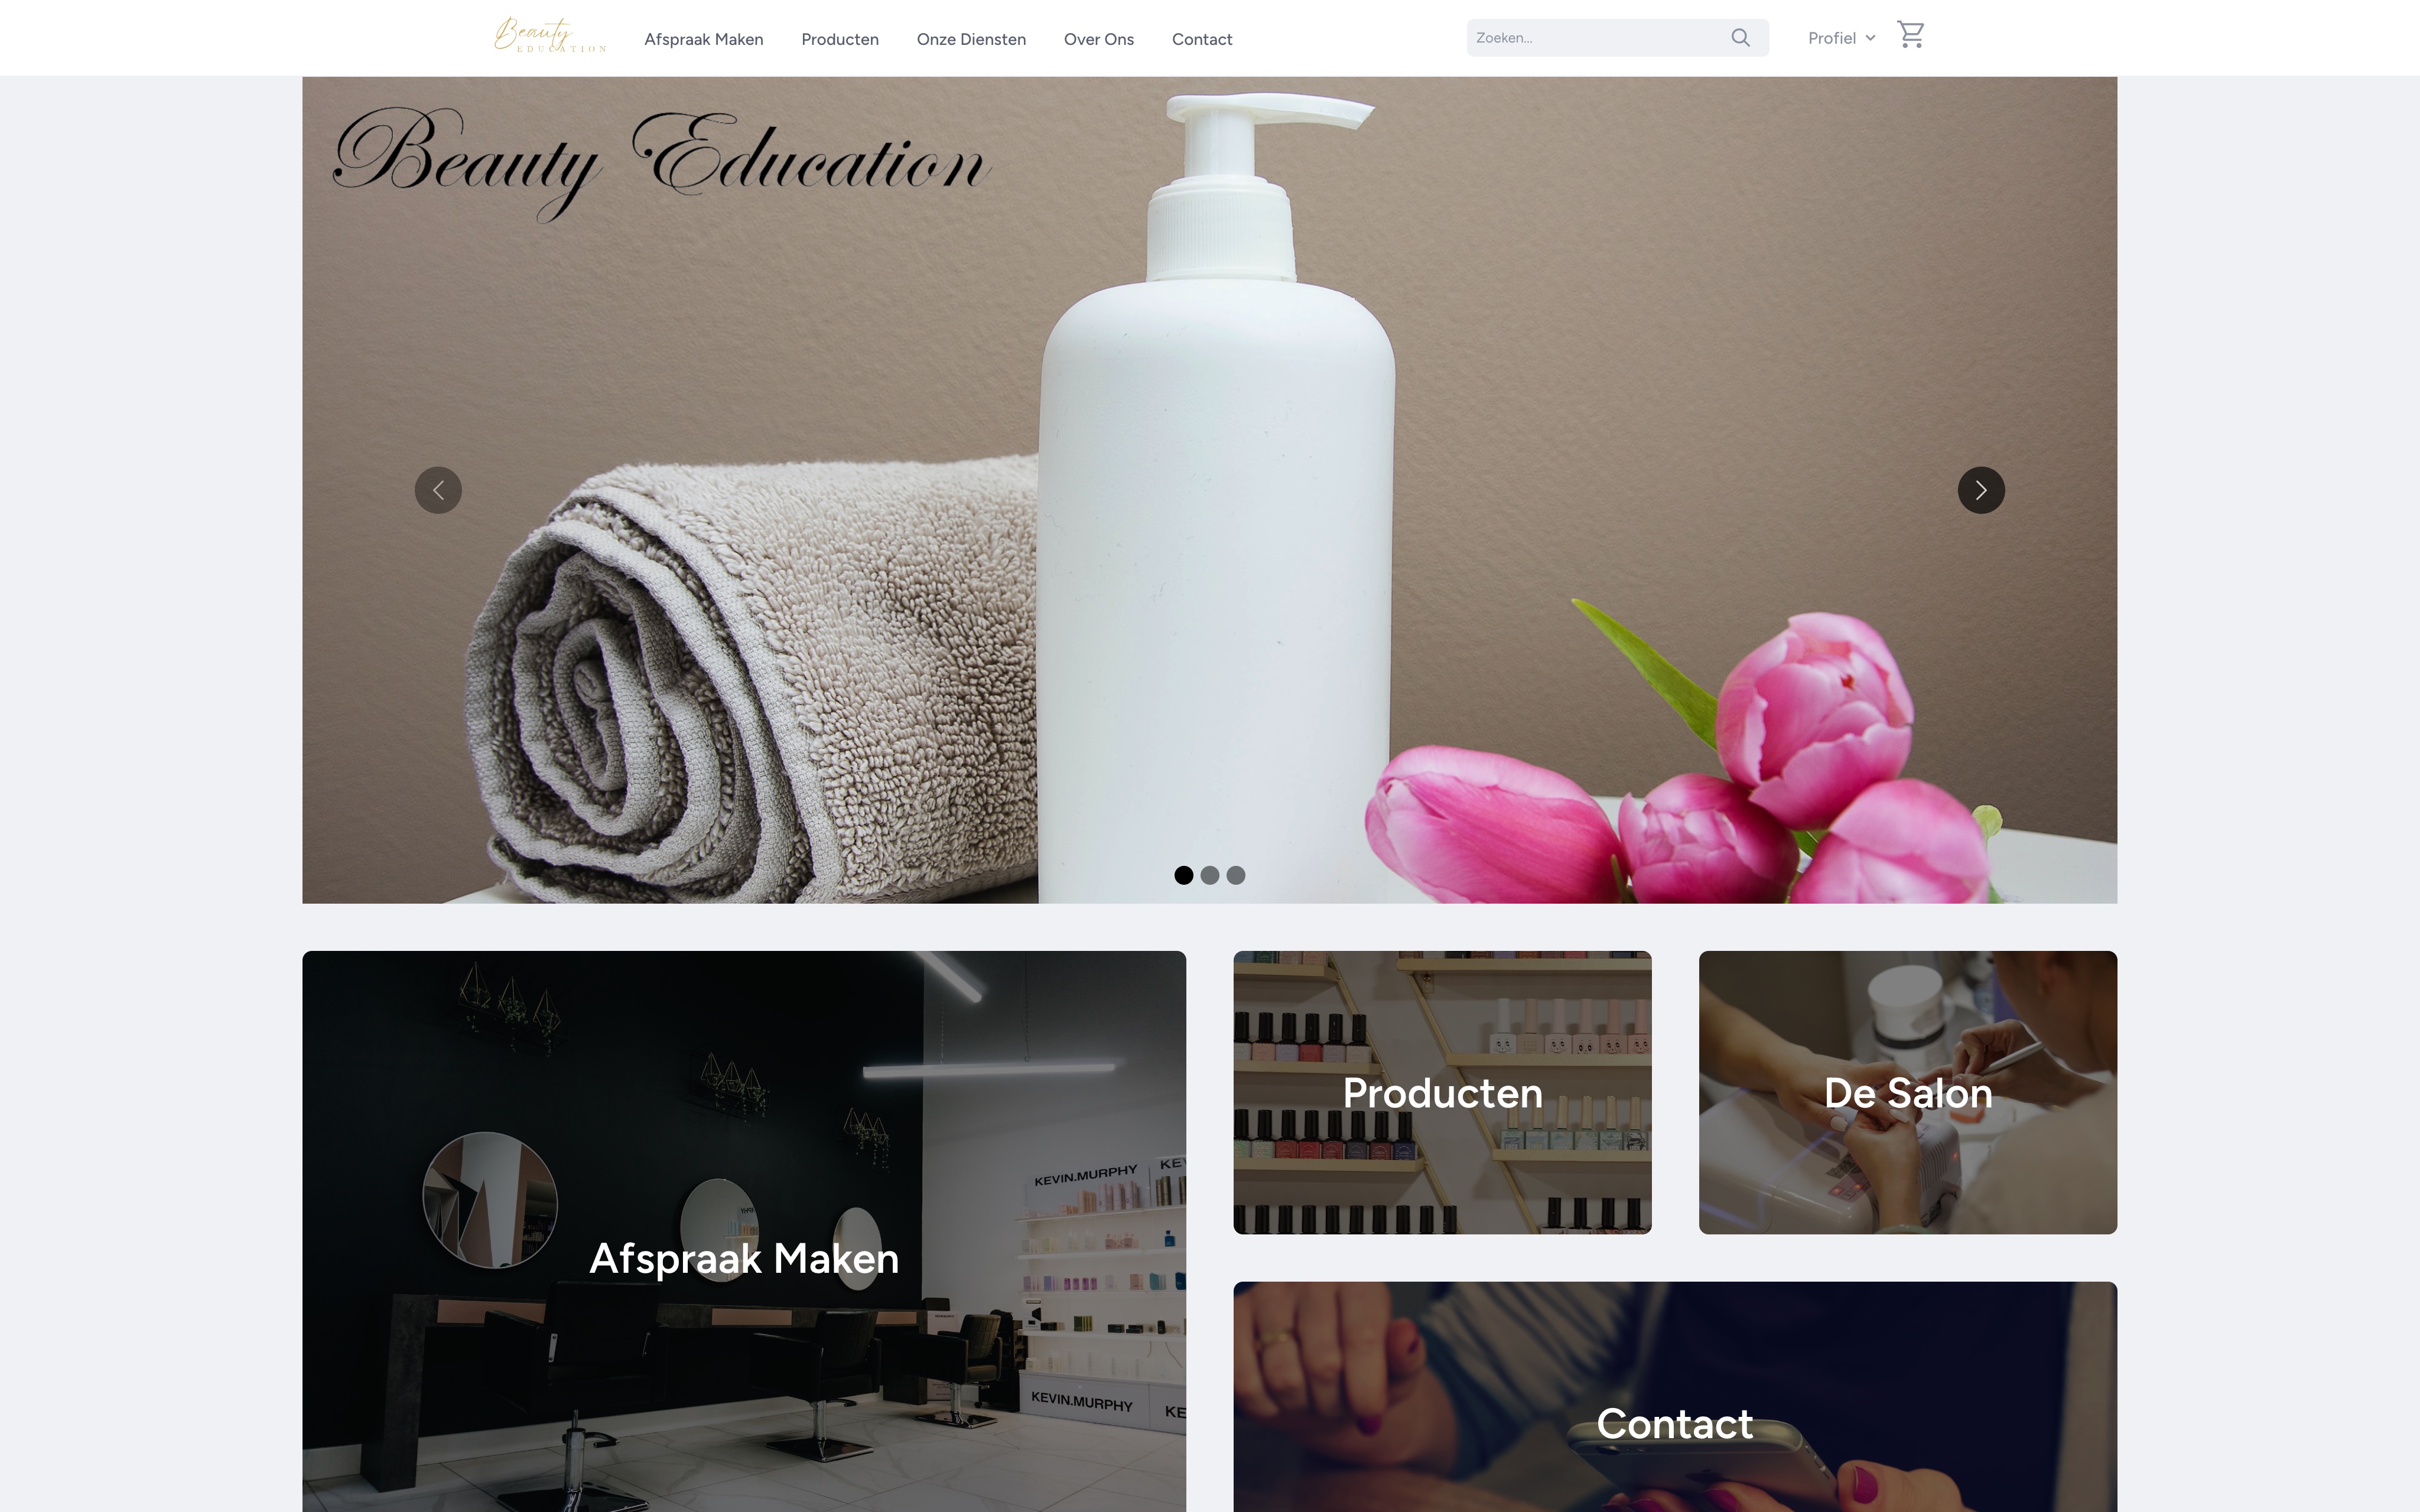 Beauty
EDUCATION
Afspraak Maken
Producten
Onze Diensten
Over Ons
Contact
Zoeken...
Profiel
Beauty Education
Producten
De Salon
KEVIN.MURPHY
KE
Afspraak Maken
KEVIN.MURPHY
KE
Contact